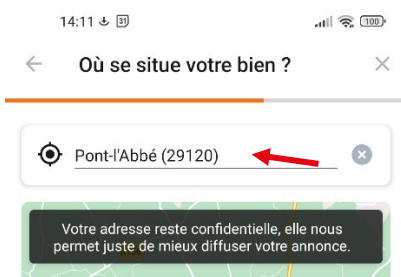 14:11 31 100
Où se situe votre bien ?
Pont-l'Abbé (29120)
Votre adresse reste confidentielle, elle nous
permet juste de mieux diffuser votre annonce.